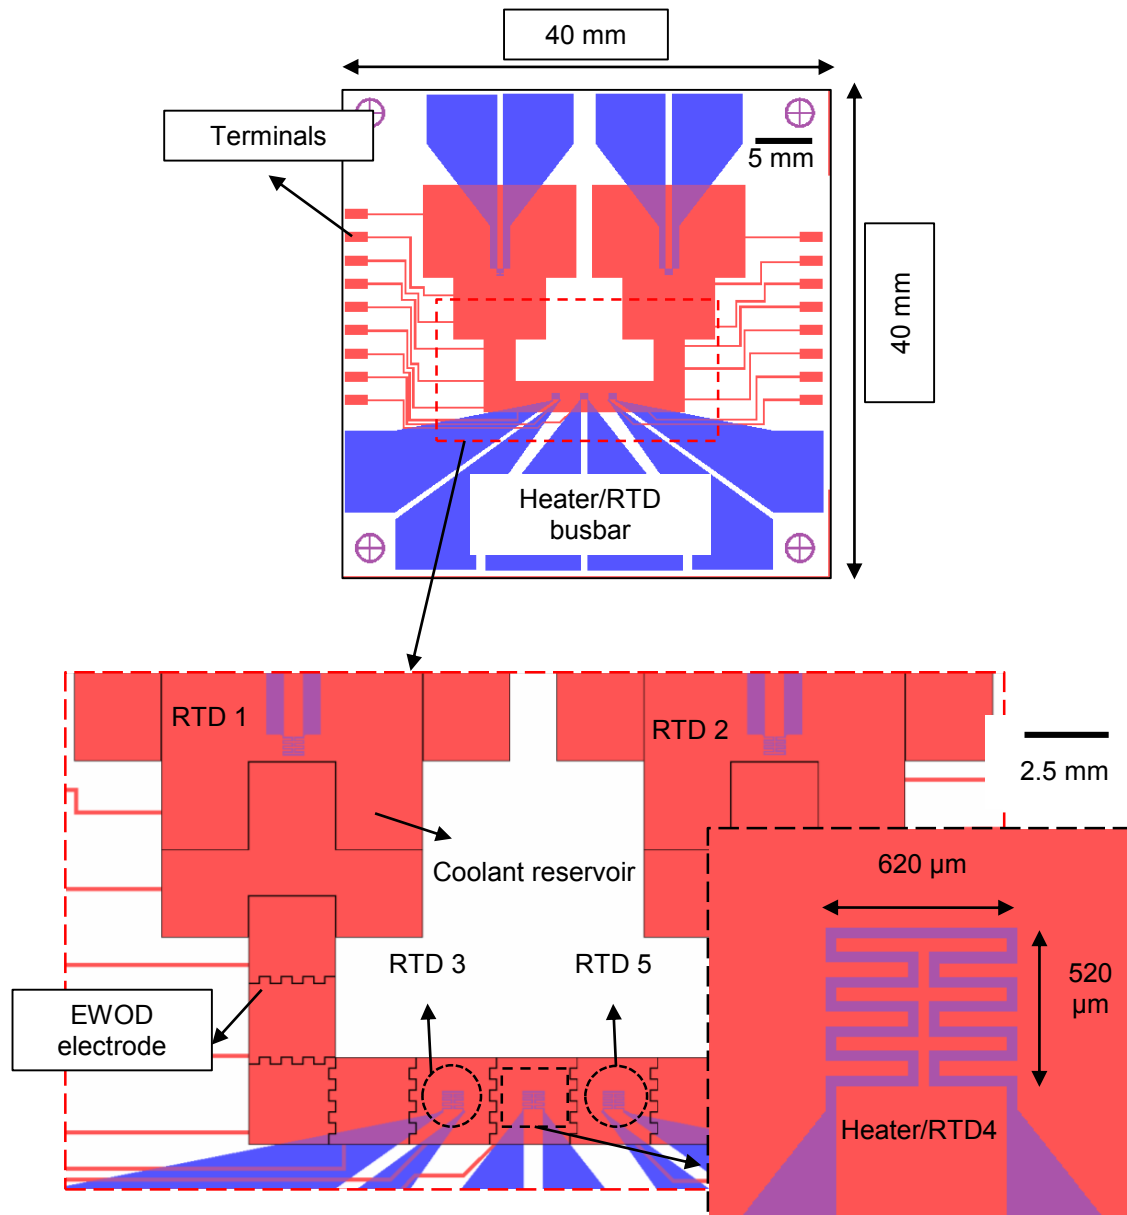 40 mm
Terminals
5 mm
40 mm
Heater/RTD
busbar
RTD 1
RTD 2
2.5 mm
Coolant reservoir
620 µm
RTD 3
RTD 5
520
µm
EWOD
electrode
Heater/RTD4